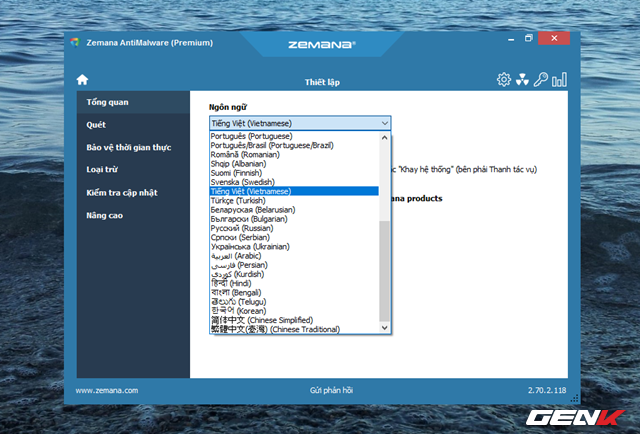 Zemana AntiMalware (Premium)
ZEMANA®
Thiết lập
Tổng quan
Quét
Bảo vệ thời gian thực
Loại trừ
Kiểm tra cập nhật
Nâng cao
Ngôn ngữ
Tiếng Việt (Vietnamese)
Português (Portuguese)
Português/Brasil (Portuguese/Brazil)
Română (Romanian)
Shqip (Albanian)
Suomi (Finnish)
Svenska (Swedish)
Tiếng Việt (Vietnamese)
Türkçe (Turkish)
Беларуская (Belarusian)
Български (Bulgarian)
Русский (Russian)
Српски (Serbian)
Українська (Ukrainian)
العربية (Arabic)
فارسی (Persian)
كوردی (Kurdish)
हिन्दी (Hindi)
বাংলা (Bengali)
తెలుగు (Telugu)
한국어 (Korean)
简体中文 (Chinese Simplified)
繁體中文(臺灣) (Chinese Traditional)
"Khay hệ thống" (bên phải Thanh tác vụ)
products
www.zemana.com
Gửi phản hồi
2.70.2.118
GENK